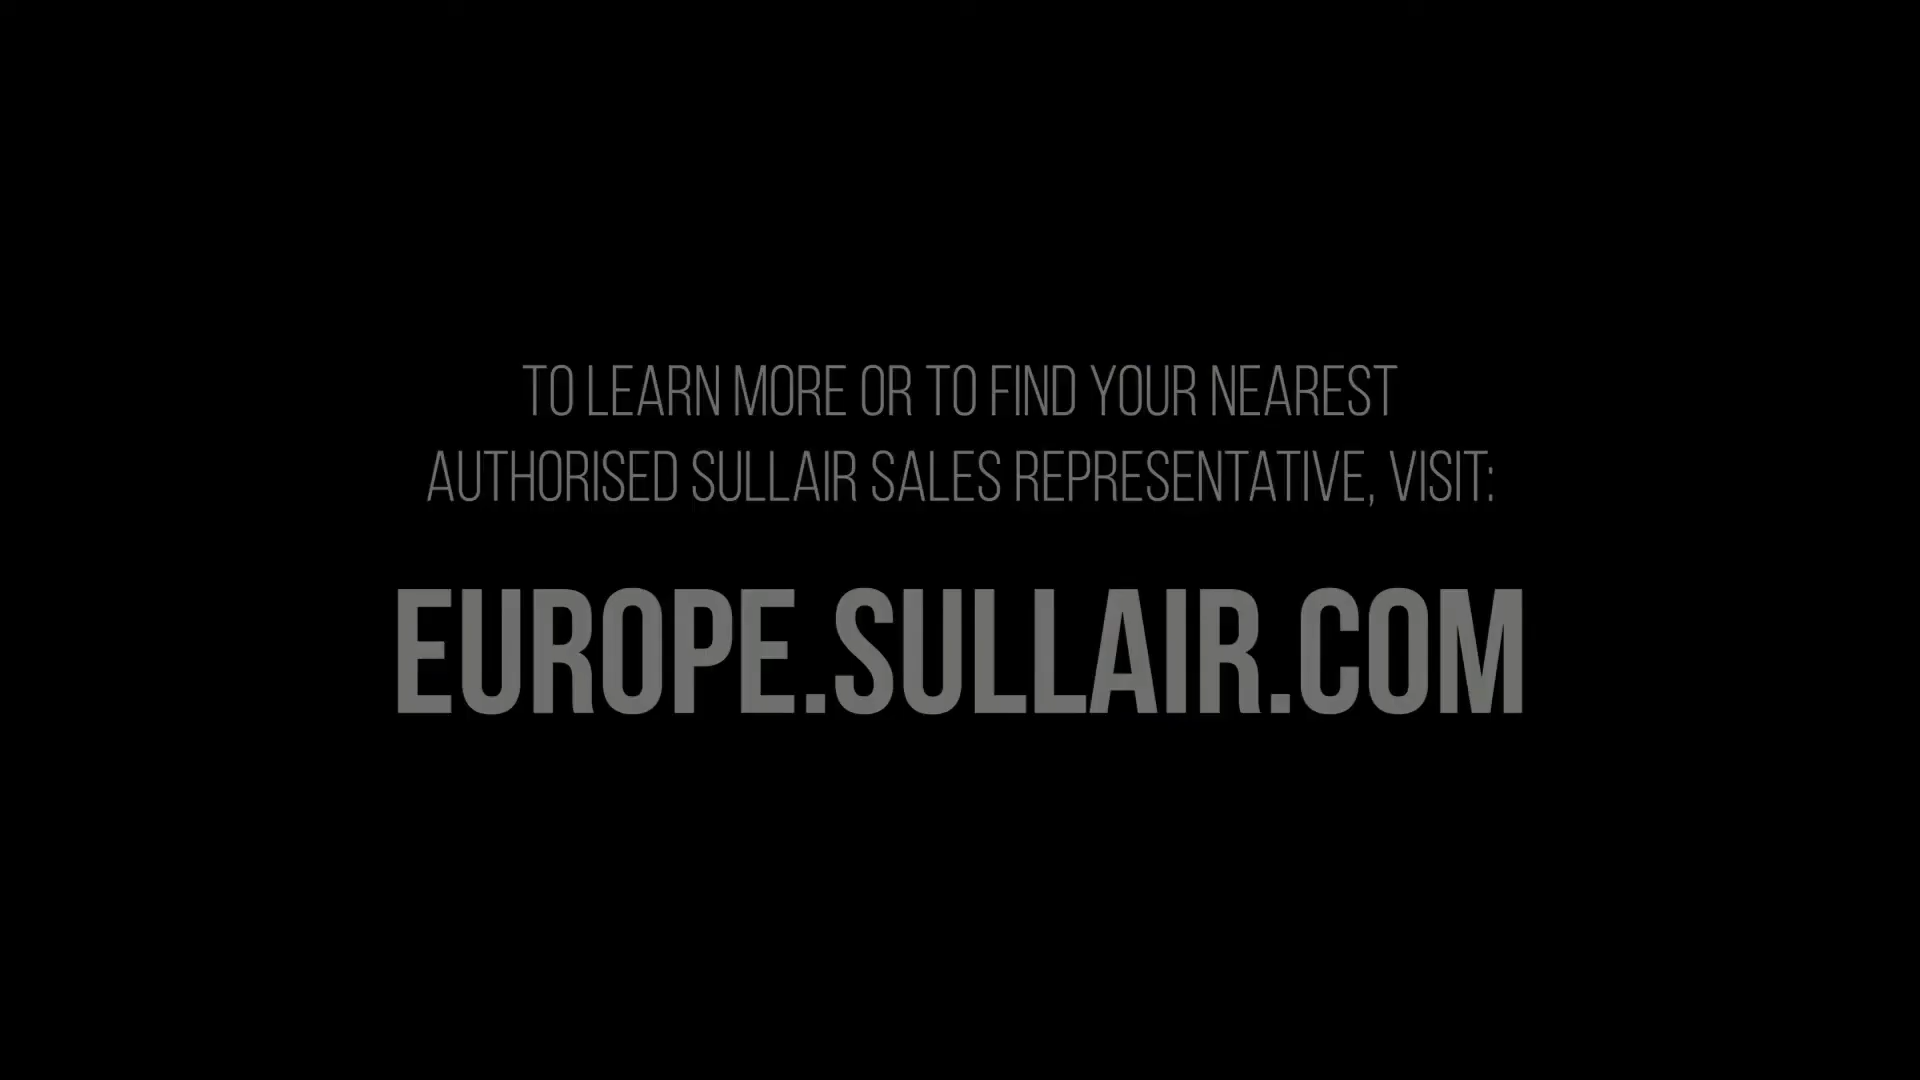 TO LEARN MORE OR TO FIND YOUR NEAREST
AUTHORISED SULLAIR SALES REPRESENTATIVE, VISIT:
EUROPE.SULLAIR.COM